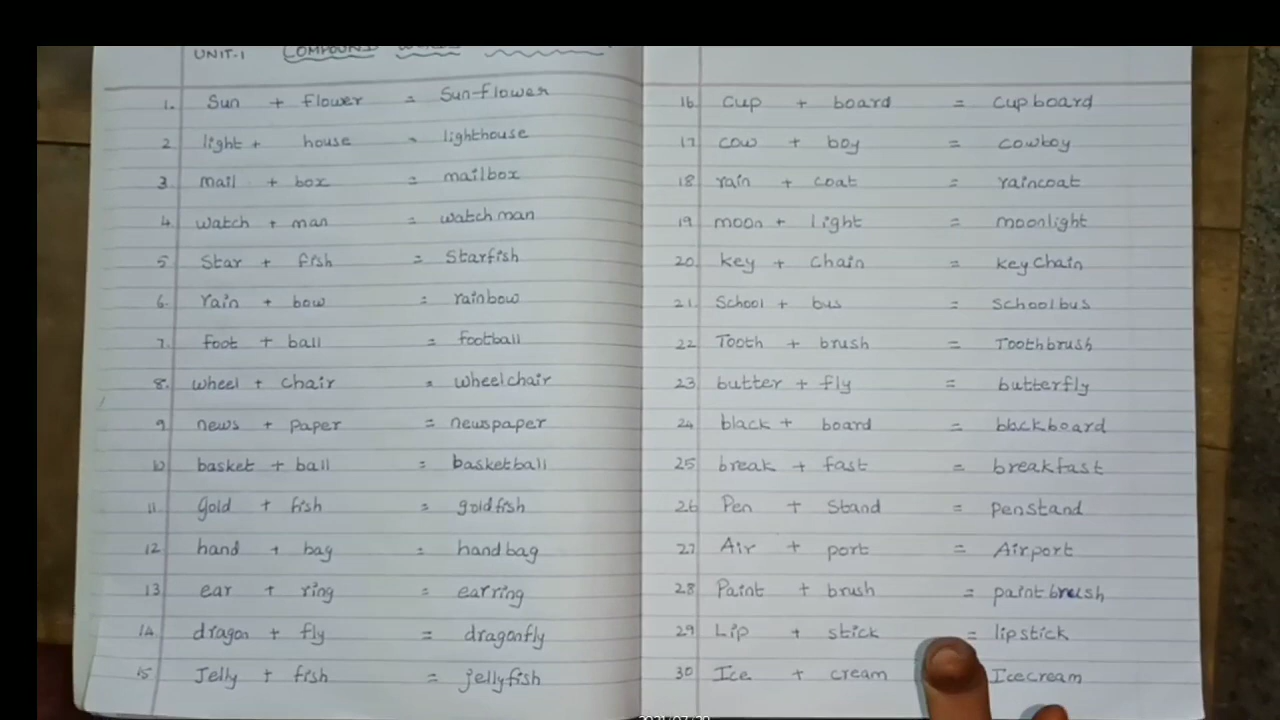 UNIT-1 COMPOUND WORDS
1. Sun + flower = Sun-flower
2 light + house = lighthouse
3. mail + box = mailbox
4. watch + man = watchman
5. Star + fish = Starfish
6. rain + bow = rainbow
7. foot + ball = football
8. wheel + chair = wheelchair
9 news + paper = newspaper
10 basket + ball = basketball
11. gold + fish = goldfish
12 hand + bag = handbag
13 ear + ring = earring
14 dragon + fly = dragonfly
15 Jelly + fish = jellyfish
16. cup + board = cupboard
17 cow + boy = cowboy
18 rain + coat = raincoat
19 moon + light = moonlight
20 key + chain = keychain
21. School + bus = Schoolbus
22 Tooth + brush = Toothbrush
23 butter + fly = butterfly
24 black + board = blackboard
25 break + fast = breakfast
26 Pen + Stand = penstand
27 Air + port = Airport
28 Paint + brush = paintbrush
29 Lip + stick = lipstick
30 Ice + cream Icecream